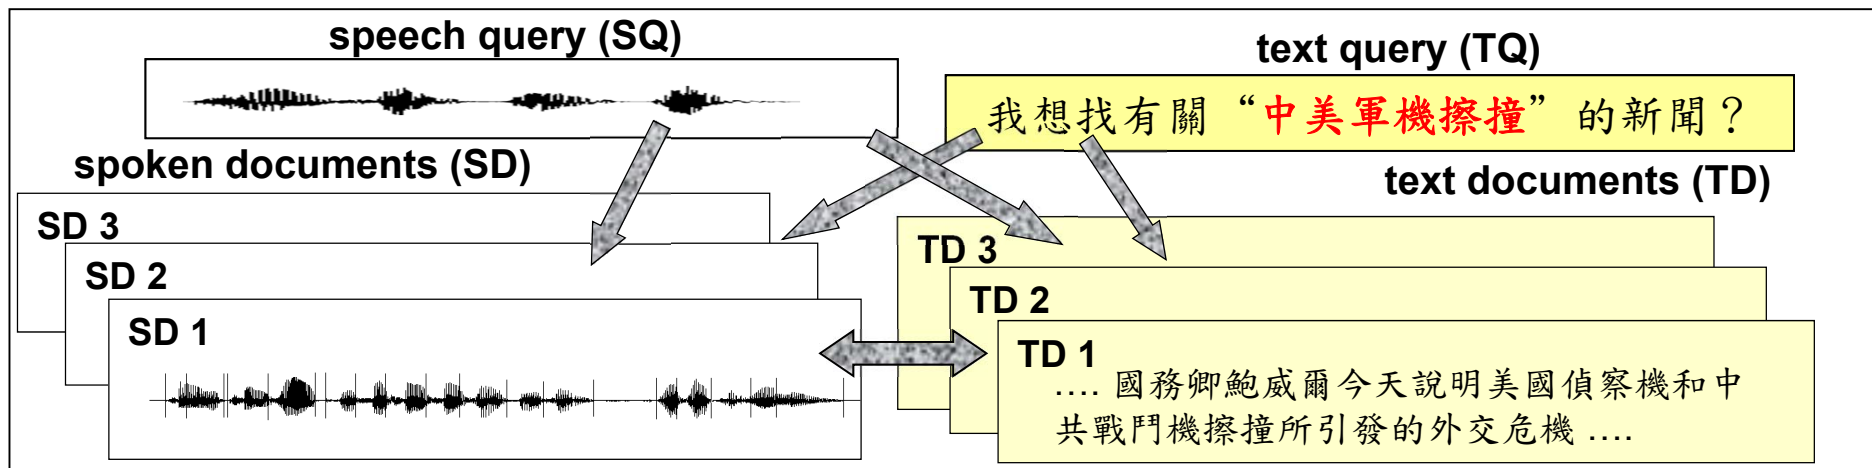 speech query (SQ)
text query (TQ)
我想找有關“中美軍機擦撞”的新聞？
spoken documents (SD)
text documents (TD)
SD 3
SD 2
SD 1
TD 3
TD 2
TD 1
.... 國務卿鮑威爾今天說明美國偵察機和中
共戰鬥機擦撞所引發的外交危機 ....